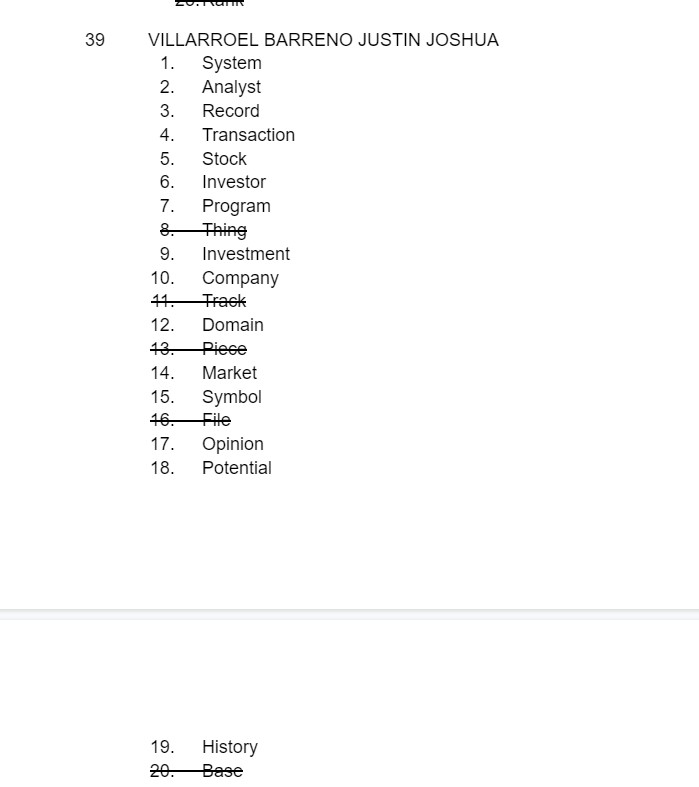 20. Rank
39 VILLARROEL BARRENO JUSTIN JOSHUA
1. System
2. Analyst
3. Record
4. Transaction
5. Stock
6. Investor
7. Program
8. Thing
9. Investment
10. Company
11. Track
12. Domain
13. Piece
14. Market
15. Symbol
16. File
17. Opinion
18. Potential
19. History
20. Base